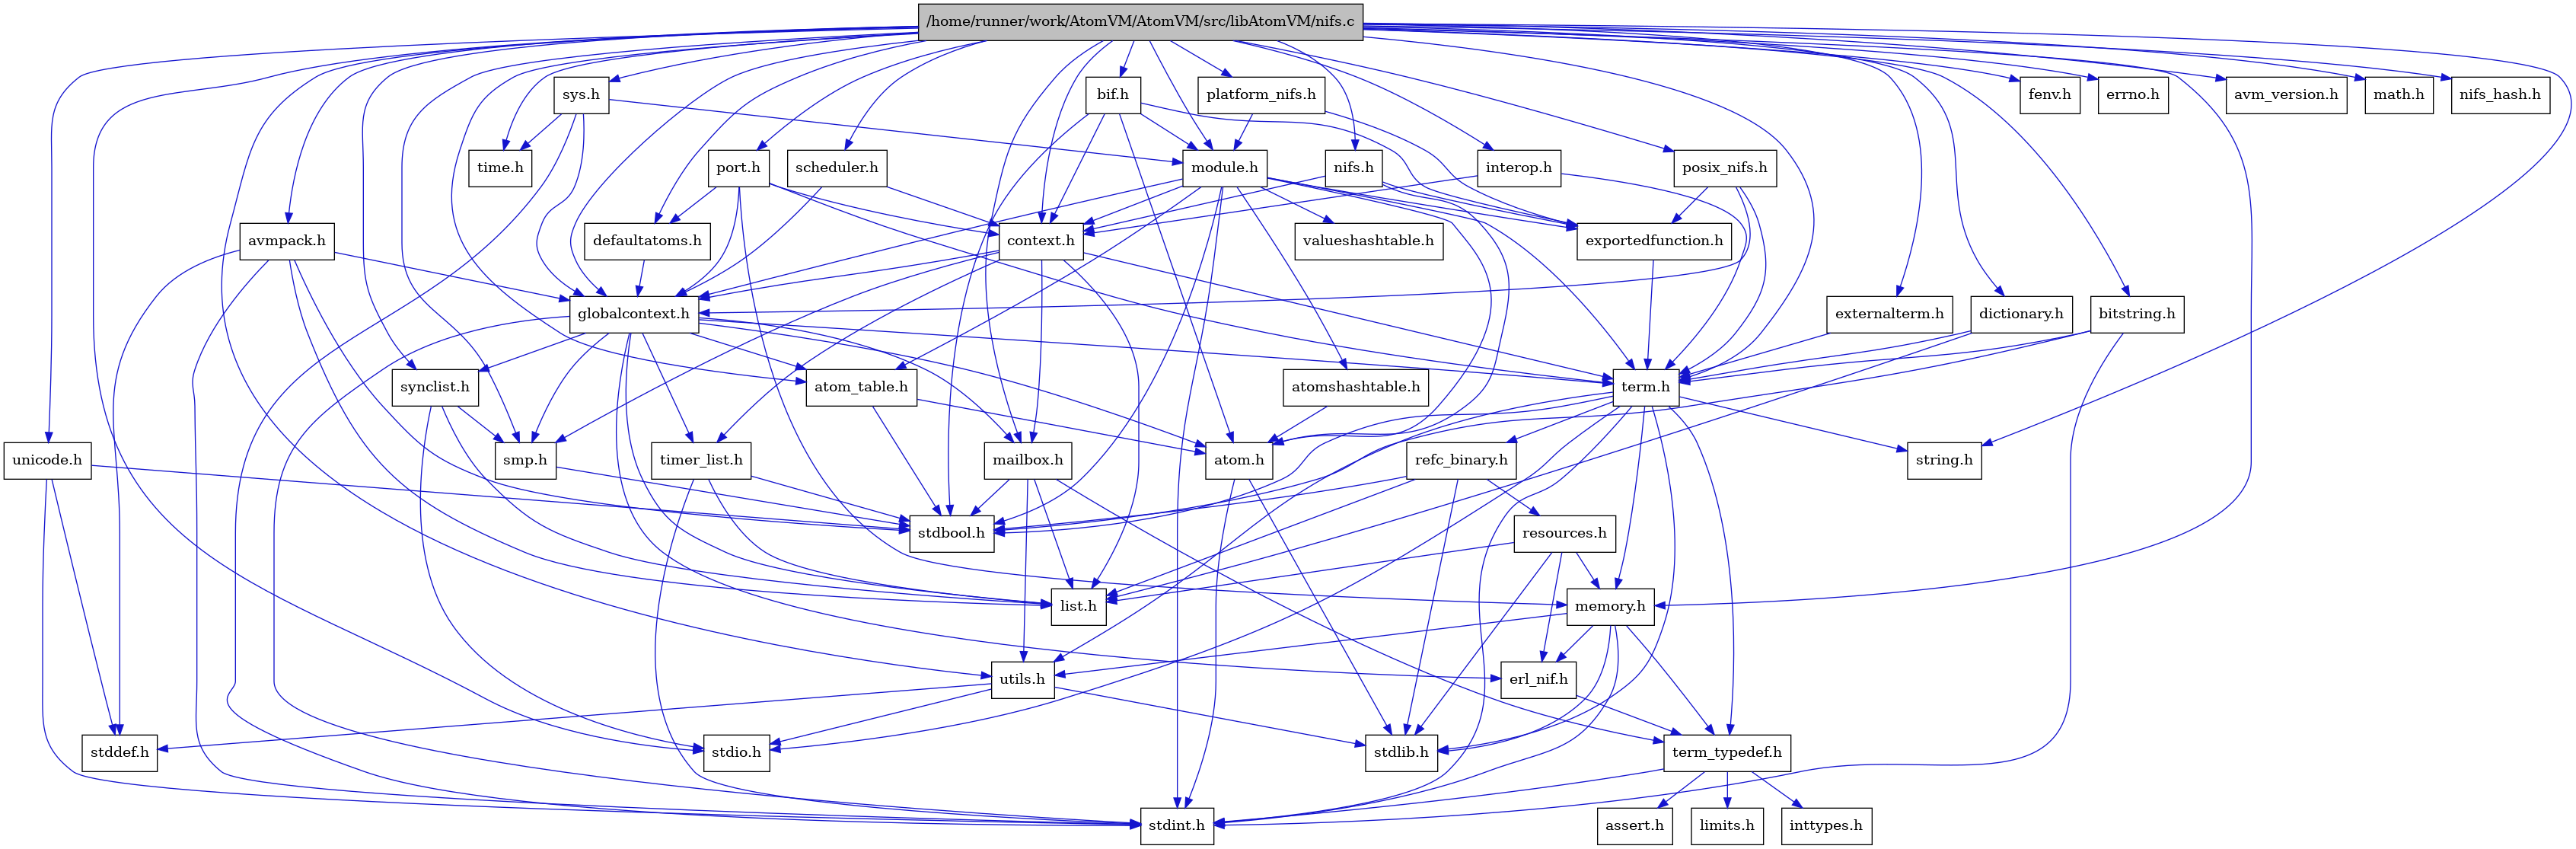 /home/runner/work/AtomVM/AtomVM/src/libAtomVM/nifs.c
sys.h
bif.h
platform_nifs.h
fenv.h
errno.h
avm_version.h
math.h
nifs_hash.h
time.h
port.h
scheduler.h
module.h
nifs.h
interop.h
posix_nifs.h
avmpack.h
defaultatoms.h
context.h
valueshashtable.h
exportedfunction.h
globalcontext.h
externalterm.h
dictionary.h
bitstring.h
synclist.h
atom_table.h
atomshashtable.h
term.h
unicode.h
smp.h
timer_list.h
mailbox.h
atom.h
refc_binary.h
string.h
stdbool.h
resources.h
list.h
memory.h
utils.h
erl_nif.h
stddef.h
stdio.h
stdlib.h
term_typedef.h
stdint.h
assert.h
limits.h
inttypes.h